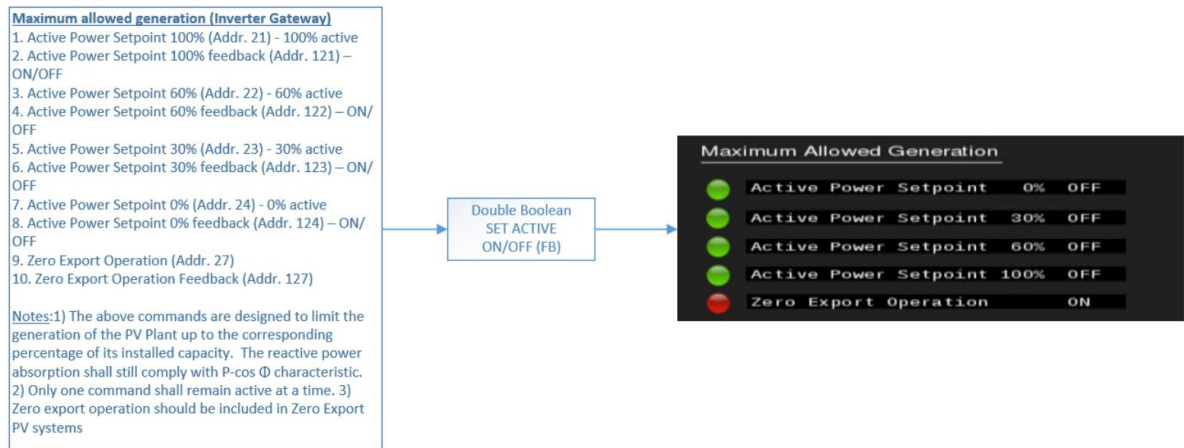 Maximum allowed generation (Inverter Gateway)
1. Active Power Setpoint 100% (Addr. 21) - 100% active
2. Active Power Setpoint 100% feedback (Addr. 121) –
ON/OFF
3. Active Power Setpoint 60% (Addr. 22) - 60% active
4. Active Power Setpoint 60% feedback (Addr. 122) – ON/
OFF
5. Active Power Setpoint 30% (Addr. 23) - 30% active
6. Active Power Setpoint 30% feedback (Addr. 123) – ON/
OFF
7. Active Power Setpoint 0% (Addr. 24) - 0% active
8. Active Power Setpoint 0% feedback (Addr. 124) – ON/
OFF
9. Zero Export Operation (Addr. 27)
10. Zero Export Operation Feedback (Addr. 127)
Notes:1) The above commands are designed to limit the
generation of the PV Plant up to the corresponding
percentage of its installed capacity.  The reactive power
absorption shall still comply with P-cos Φ characteristic.
2) Only one command shall remain active at a time. 3)
Zero export operation should be included in Zero Export
PV systems
Double Boolean
SET ACTIVE
ON/OFF (FB)
Maximum Allowed Generation
Active Power Setpoint 0% OFF
Active Power Setpoint 30% OFF
Active Power Setpoint 60% OFF
Active Power Setpoint 100% OFF
Zero Export Operation ON